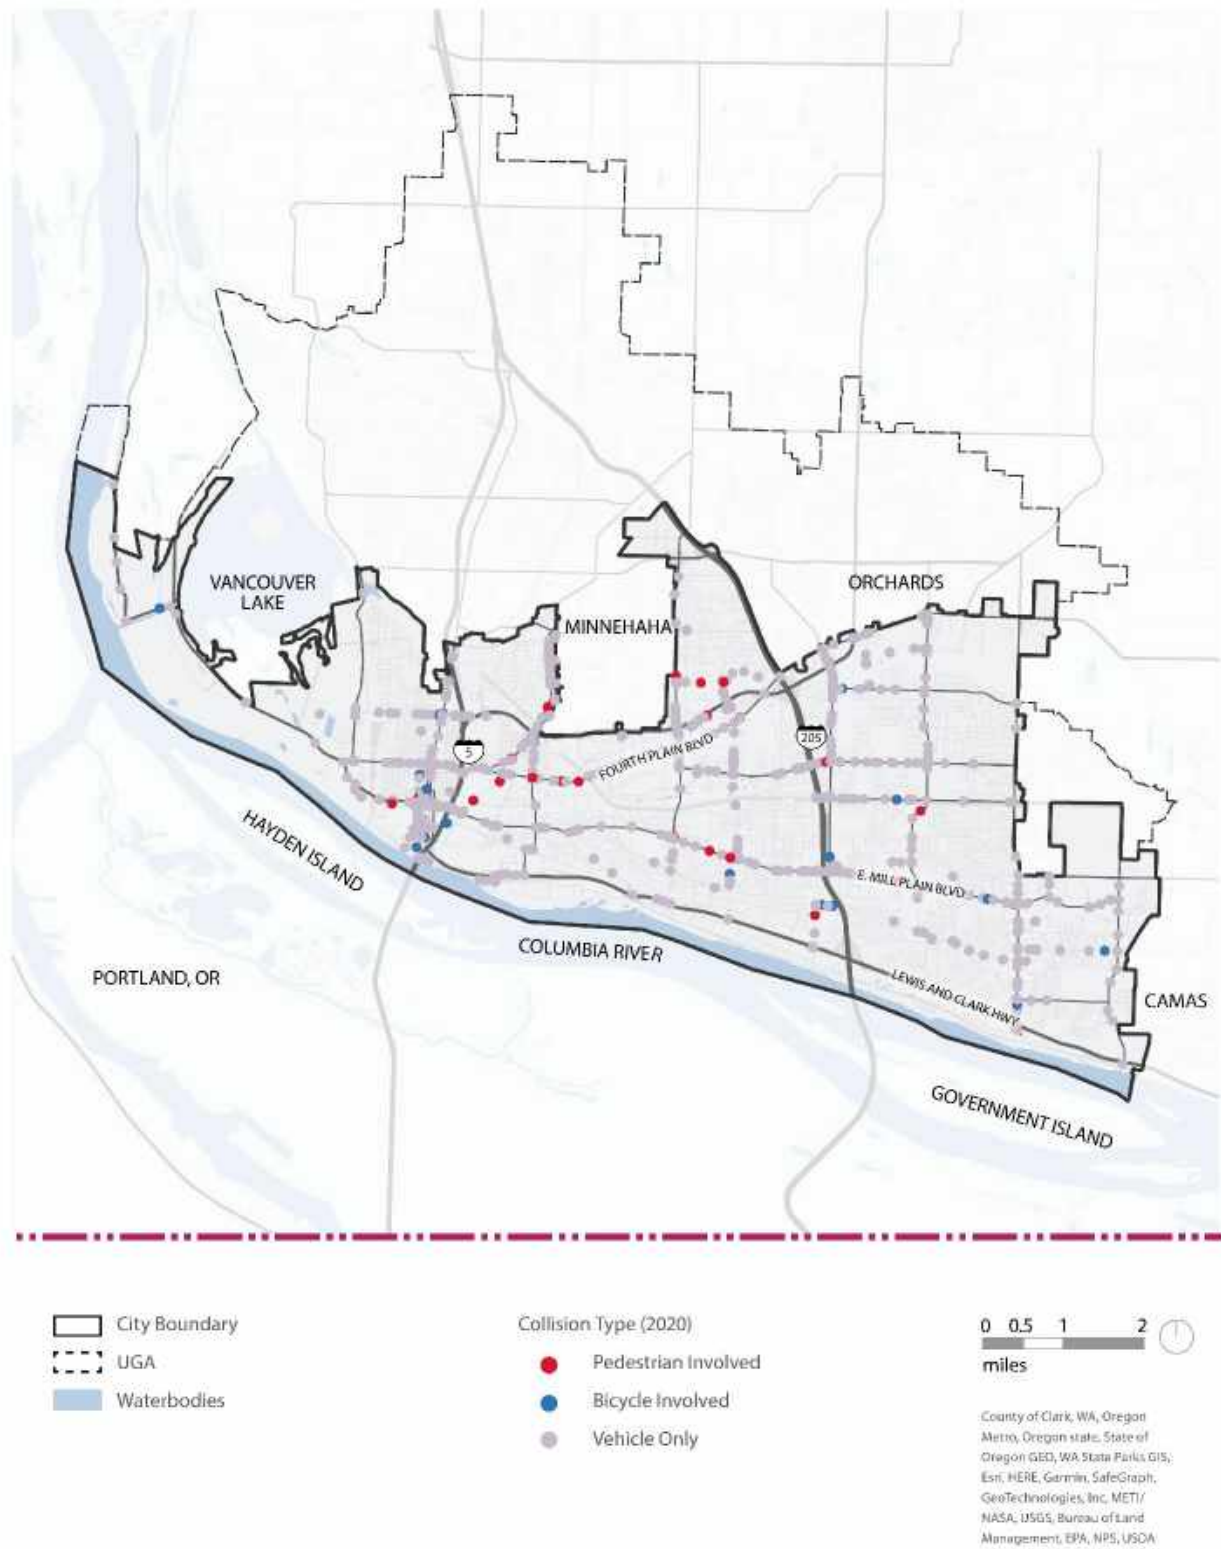 VANCOUVER
LAKE
ORCHARDS
MINNEHAHA
5
205
FOURTH PLAIN BLVD
HAYDEN ISLAND
E. MILL PLAIN BLVD
COLUMBIA RIVER
PORTLAND, OR
LEWIS AND CLARK HWY
CAMAS
GOVERNMENT ISLAND
City Boundary
UGA
Waterbodies
Collision Type (2020)
Pedestrian Involved
Bicycle Involved
Vehicle Only
0 0.5 1 2
miles
County of Clark, WA, Oregon
Metro, Oregon state, State of
Oregon GEO, WA State Parks GIS,
Esri, HERE, Garmin, SafeGraph,
GeoTechnologies, Inc, METI/
NASA, USGS, Bureau of Land
Management, EPA, NPS, USDA